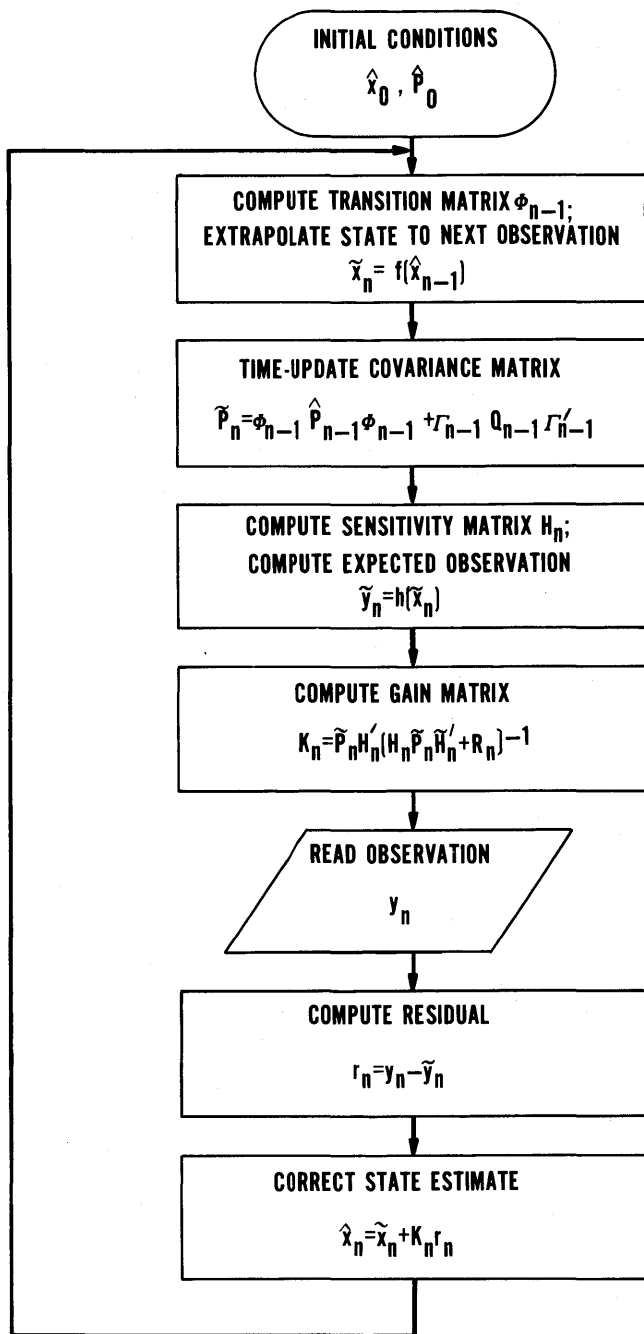 INITIAL CONDITIONS
x̂0 , P̂0
COMPUTE TRANSITION MATRIX Φn−1;
EXTRAPOLATE STATE TO NEXT OBSERVATION
x̃n= f(x̂n−1)
TIME-UPDATE COVARIANCE MATRIX
P̃n=Φn−1 P̂n−1Φn−1 +Γn−1 Qn−1 Γ′n−1
COMPUTE SENSITIVITY MATRIX Hn;
COMPUTE EXPECTED OBSERVATION
ỹn=h(x̃n)
COMPUTE GAIN MATRIX
Kn=P̃nH′n(HnP̃nH̃′n+Rn)−1
READ OBSERVATION
yn
COMPUTE RESIDUAL
rn=yn−ỹn
CORRECT STATE ESTIMATE
x̂n=x̃n+Knrn